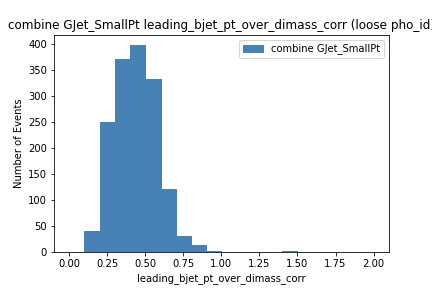 combine GJet_SmallPt leading_bjet_pt_over_dimass_corr (loose pho_id)
combine GJet_SmallPt
Number of Events
400
350
300
250
200
150
100
50
0
0.00 0.25 0.50 0.75 1.00 1.25 1.50 1.75 2.00
leading_bjet_pt_over_dimass_corr